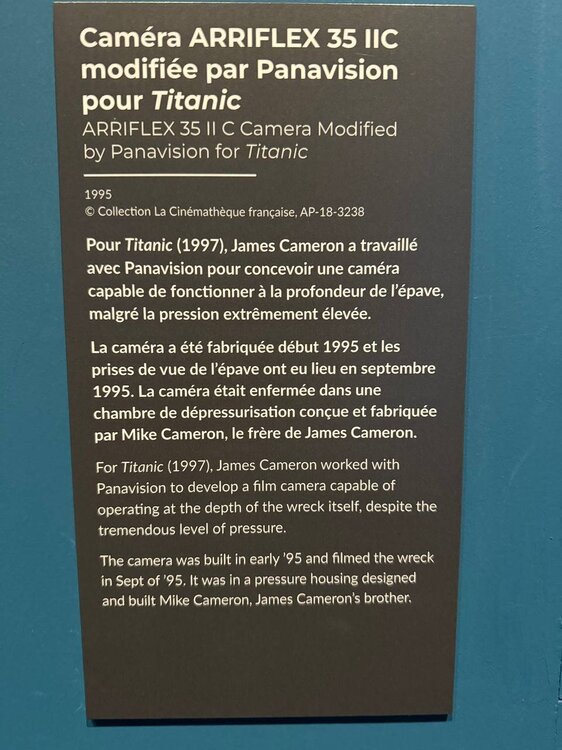 Caméra ARRIFLEX 35 IIC
modifiée par Panavision
pour Titanic
ARRIFLEX 35 II C Camera Modified
by Panavision for Titanic
1995
© Collection La Cinémathèque française, AP-18-3238
Pour Titanic (1997), James Cameron a travaillé
avec Panavision pour concevoir une caméra
capable de fonctionner à la profondeur de l'épave,
malgré la pression extrêmement élevée.
La caméra a été fabriquée début 1995 et les
prises de vue de l'épave ont eu lieu en septembre
1995. La caméra était enfermée dans une
chambre de dépressurisation conçue et fabriquée
par Mike Cameron, le frère de James Cameron.
For Titanic (1997), James Cameron worked with
Panavision to develop a film camera capable of
operating at the depth of the wreck itself, despite the
tremendous level of pressure.
The camera was built in early '95 and filmed the wreck
in Sept of '95. It was in a pressure housing designed
and built Mike Cameron, James Cameron's brother.